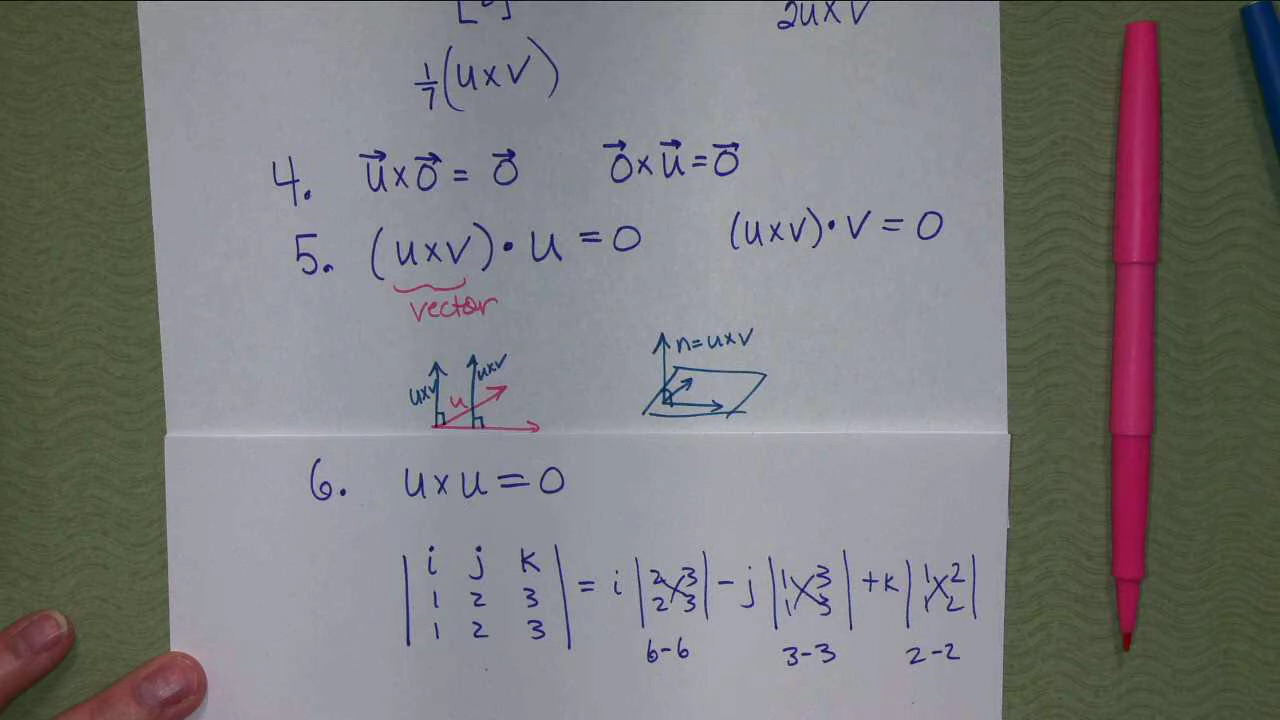 2u×v
1/7(u×v)
4. u⃗×0⃗ = 0⃗    0⃗×u⃗=0⃗
5. (u×v)•u =0    (u×v)•v=0
vector
u×v u u×v    n=u×v
6. u×u=0
| i j k |
| 1 2 3 | = i |2 3| - j |1 3| +k |1 2|
| 1 2 3 |     |2 3|     |1 3|     |1 2|
6-6    3-3    2-2